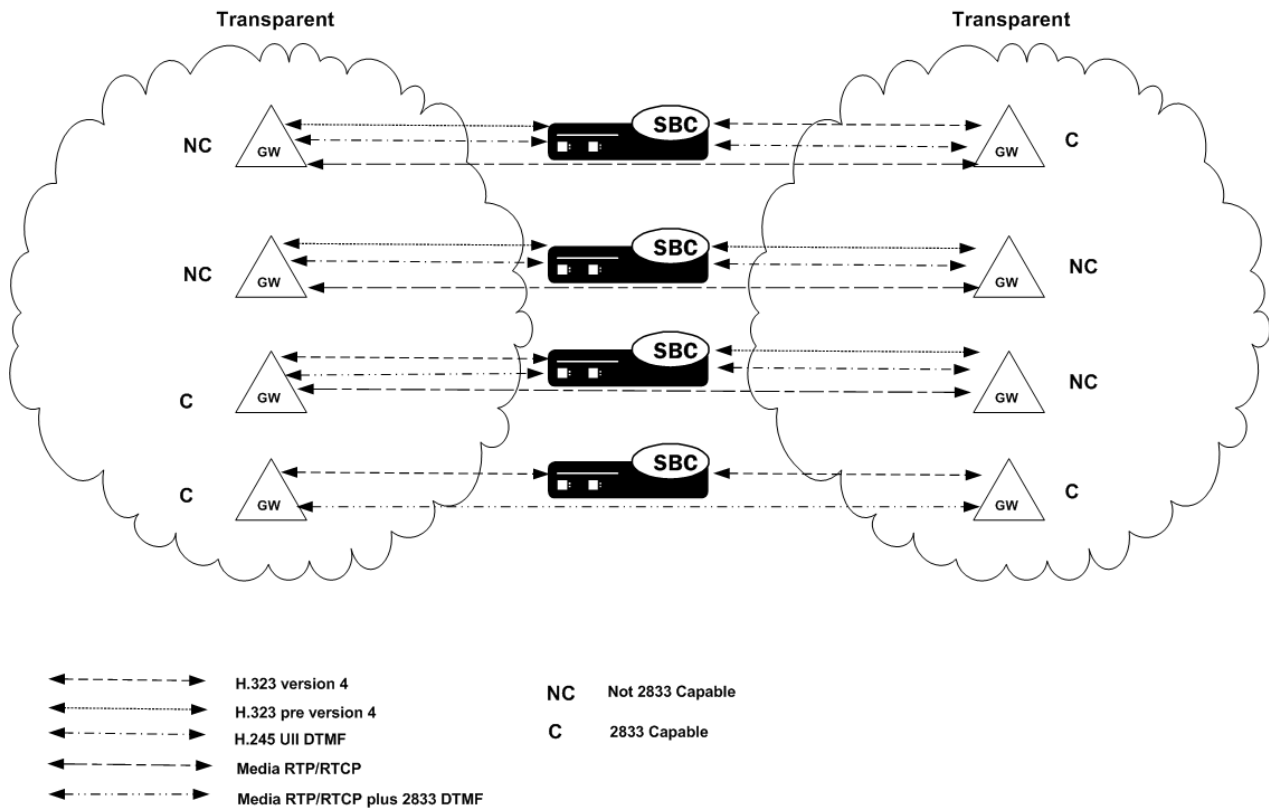 Transparent
Transparent
NC
GW
SBC
GW
C
NC
GW
SBC
GW
NC
C
GW
SBC
GW
NC
C
GW
SBC
GW
C
H.323 version 4
H.323 pre version 4
H.245 UII DTMF
Media RTP/RTCP
Media RTP/RTCP plus 2833 DTMF
NC Not 2833 Capable
C 2833 Capable